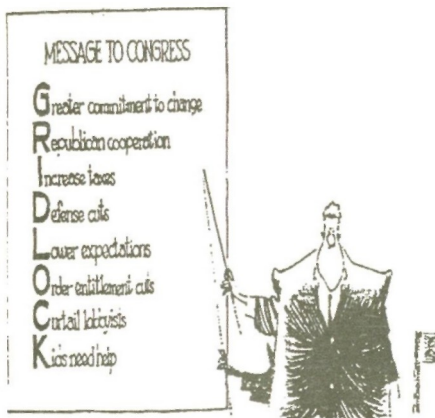 MESSAGE TO CONGRESS
Greater commitment to change
Republican cooperation
Increase taxes
Defense cuts
Lower expectations
Order entitlement cuts
Curtail lobbyists
Kids need help